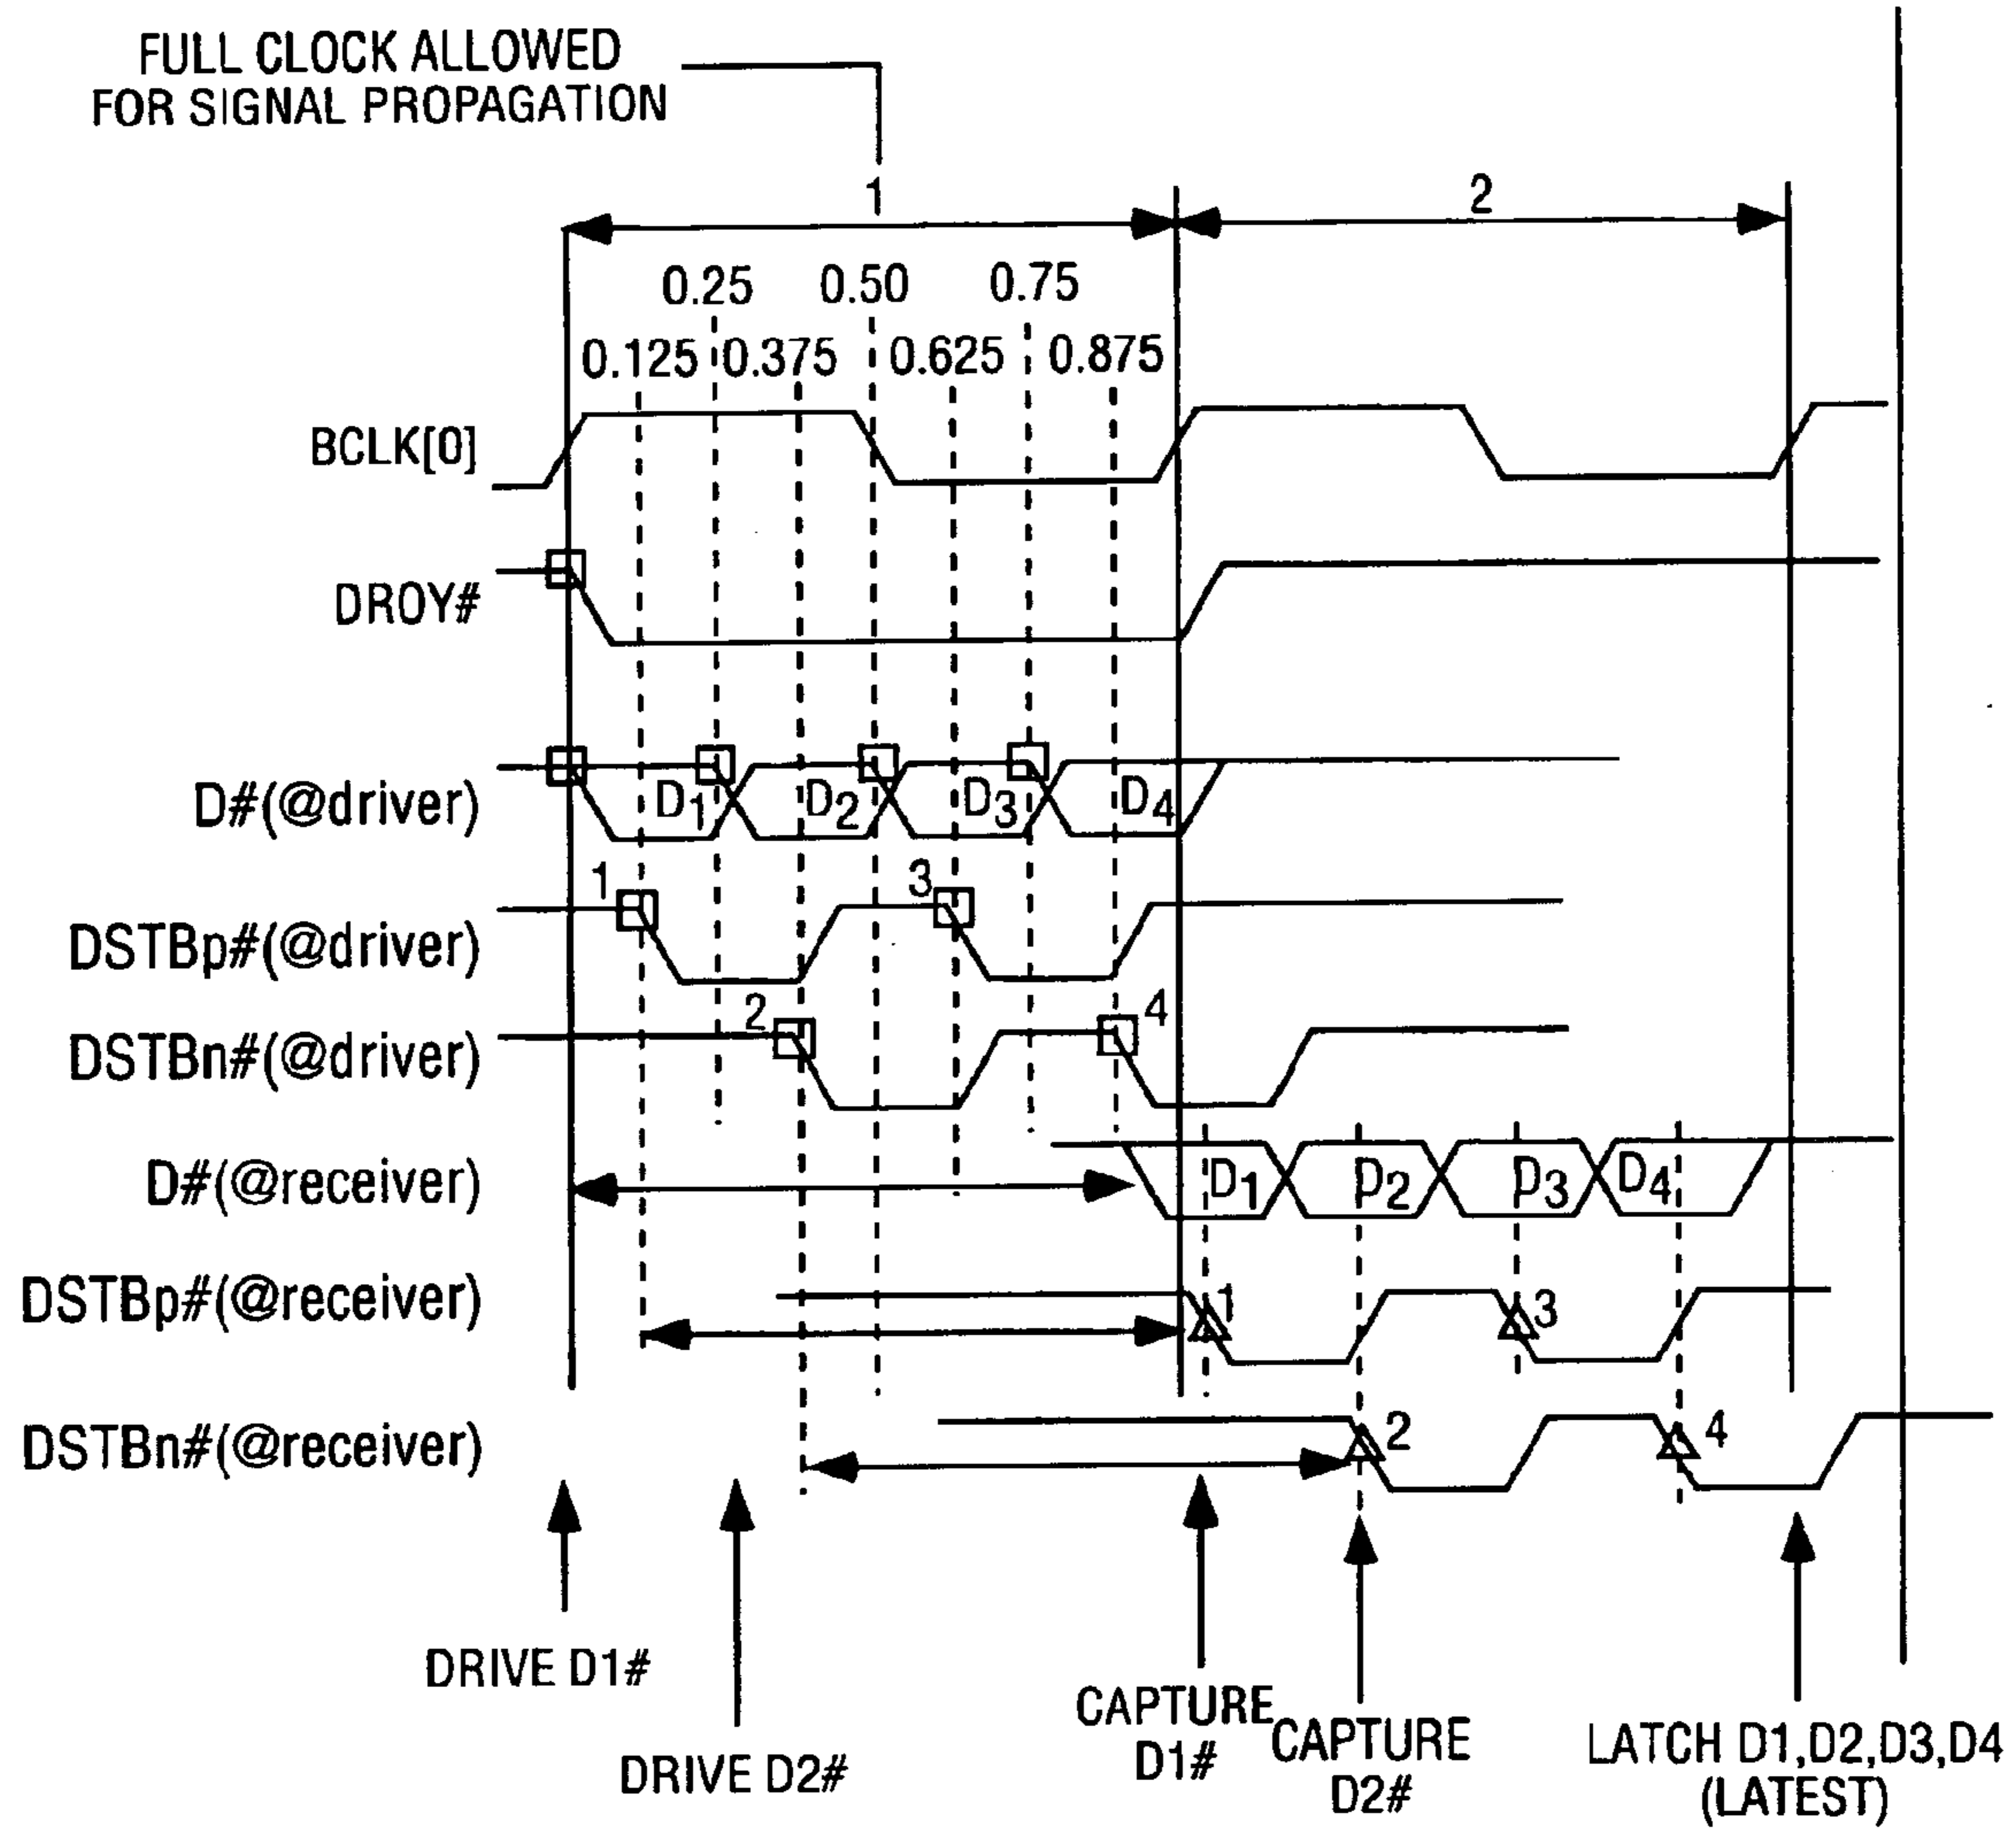 FULL CLOCK ALLOWED
FOR SIGNAL PROPAGATION
1
2
0.25
0.50
0.75
0.125
0.375
0.625
0.875
BCLK[0]
DROY#
D#(@driver)
D1
D2
D3
D4
1
3
DSTBp#(@driver)
2
4
DSTBn#(@driver)
D#(@receiver)
D1
D2
D3
D4
DSTBp#(@receiver)
1
3
DSTBn#(@receiver)
2
4
DRIVE D1#
DRIVE D2#
CAPTURE
D1#
CAPTURE
D2#
LATCH D1,D2,D3,D4
(LATEST)